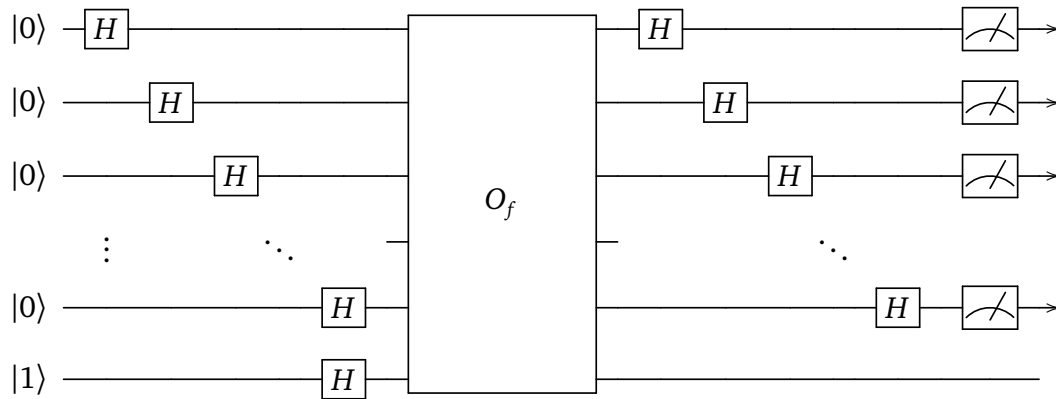 |0⟩ H H
|0⟩ H H
|0⟩ H H
O_f
⋮ ⋱ ⋱
|0⟩ H H
|1⟩ H